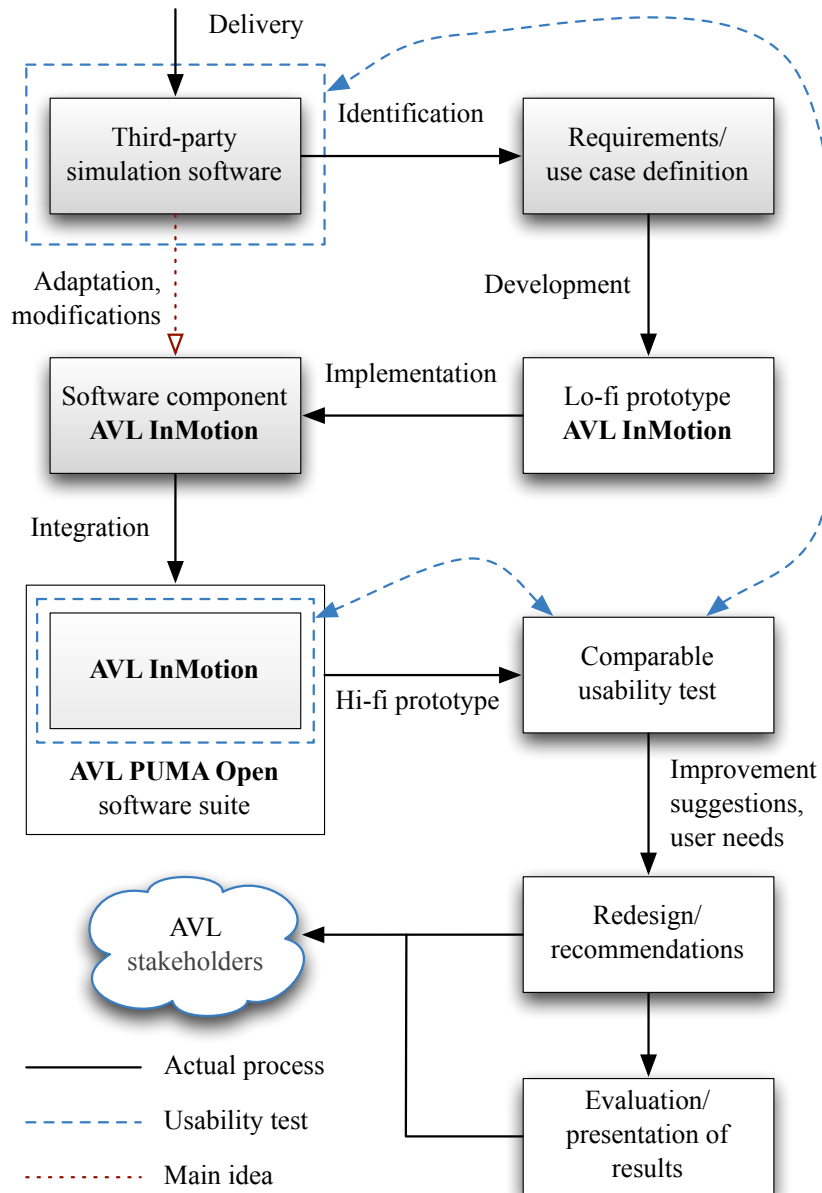 Delivery
Third-party
simulation software
Identification
Requirements/
use case definition
Adaptation,
modifications
Development
Software component
AVL InMotion
Implementation
Lo-fi prototype
AVL InMotion
Integration
AVL InMotion
AVL PUMA Open
software suite
Hi-fi prototype
Comparable
usability test
Improvement
suggestions,
user needs
AVL
stakeholders
Redesign/
recommendations
Actual process
Usability test
Main idea
Evaluation/
presentation of
results